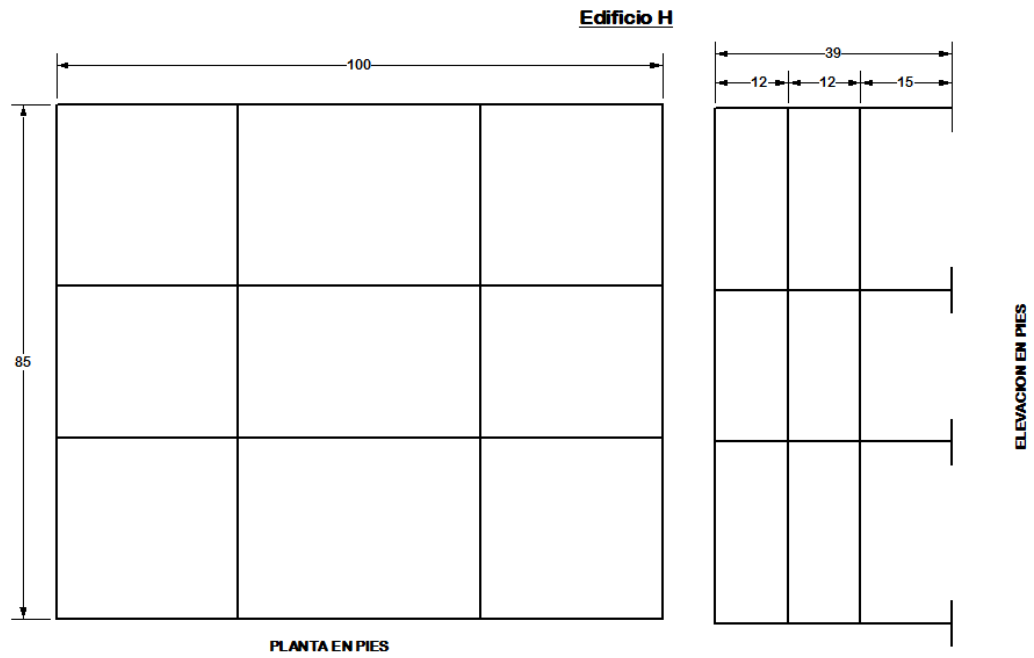 Edificio H
100
39
12
12
15
85
ELEVACION EN PIES
PLANTA EN PIES